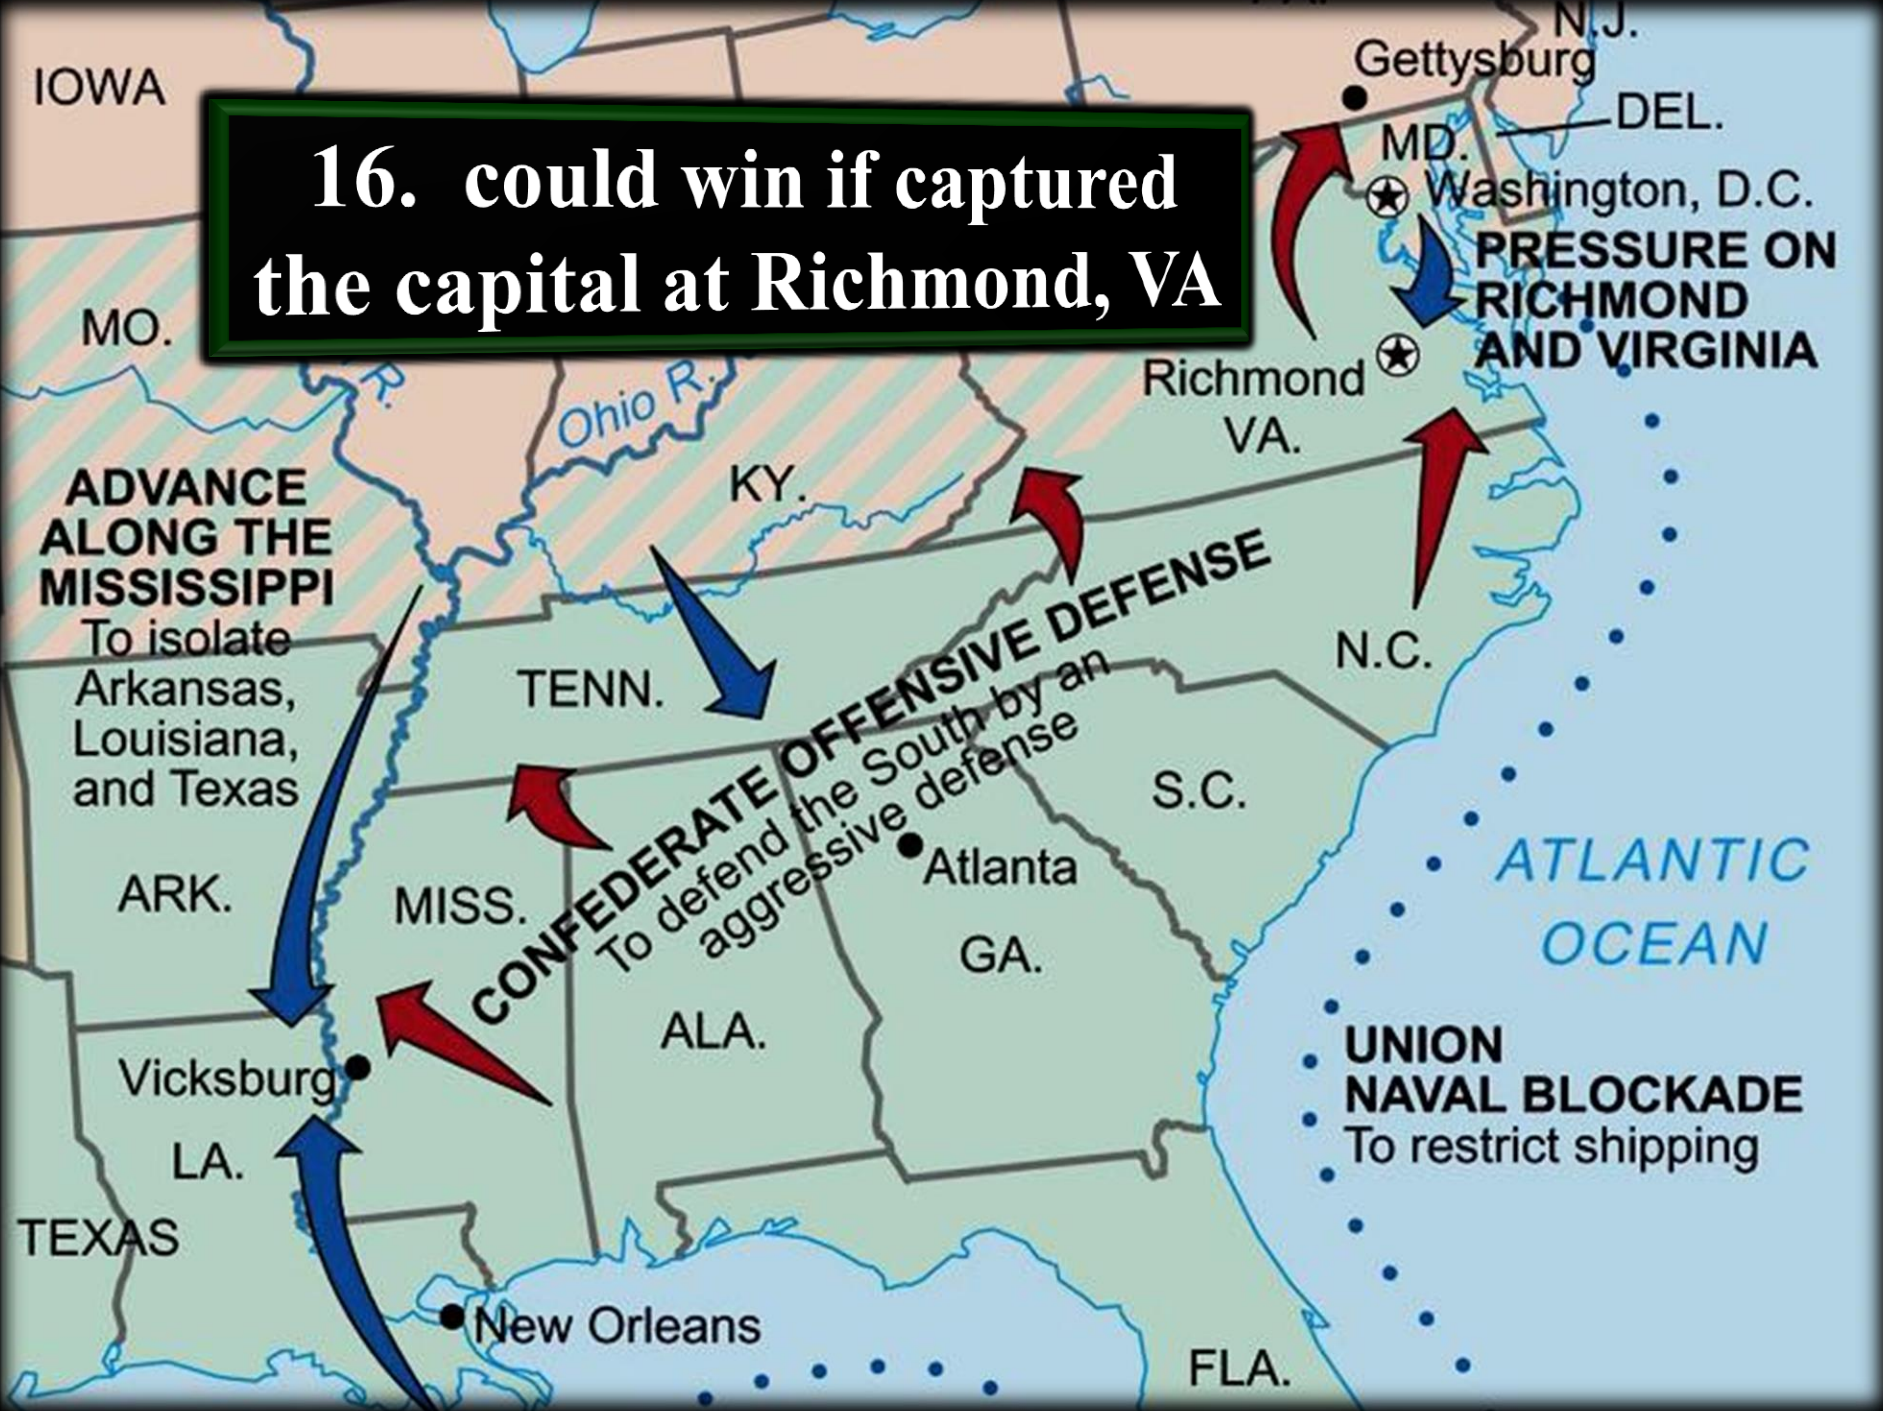 IOWA
16. could win if captured
the capital at Richmond, VA
N.J.
Gettysburg
DEL.
MD.
Washington, D.C.
PRESSURE ON
RICHMOND
AND VIRGINIA
MO.
R.
Ohio R.
Richmond
VA.
KY.
ADVANCE
ALONG THE
MISSISSIPPI
To isolate
Arkansas,
Louisiana,
and Texas
TENN.
N.C.
CONFEDERATE OFFENSIVE DEFENSE
To defend the South by an
aggressive defense
S.C.
Atlanta
ATLANTIC
OCEAN
ARK.
MISS.
GA.
ALA.
UNION
NAVAL BLOCKADE
To restrict shipping
Vicksburg
LA.
TEXAS
New Orleans
FLA.